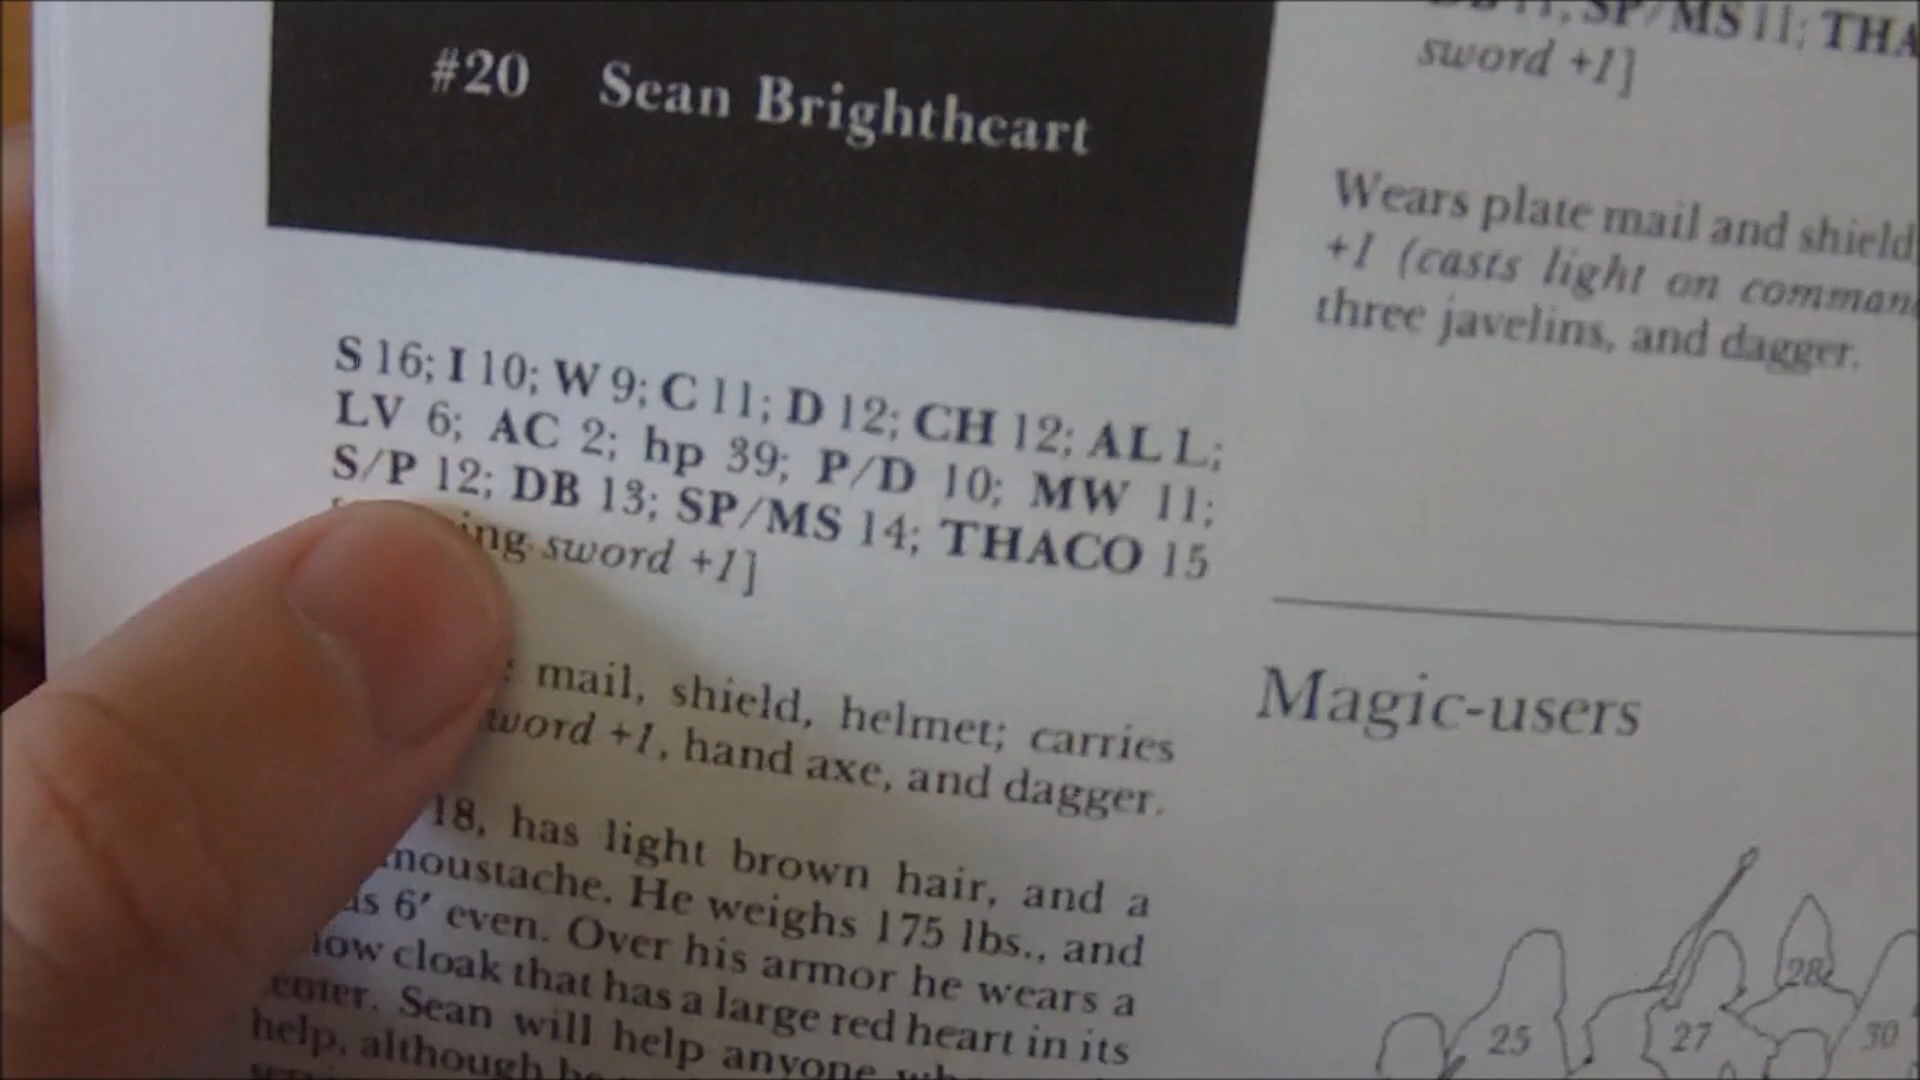 #20 Sean Brightheart
S 16; I 10; W 9; C 11; D 12; CH 12; AL L;
LV 6; AC 2; hp 39; P/D 10; MW 11;
S/P 12; DB 13; SP/MS 14; THACO 15
sword +1]
mail, shield, helmet; carries
sword +1, hand axe, and dagger.
18, has light brown hair, and a
moustache. He weighs 175 lbs., and
is 6' even. Over his armor he wears a
cloak that has a large red heart in its
center. Sean will help anyone
help, although
SP/MS 11;
sword +1]
Wears plate mail and shield
+1 (casts light on
three javelins, and dagger.
Magic-users
25
27
28
30